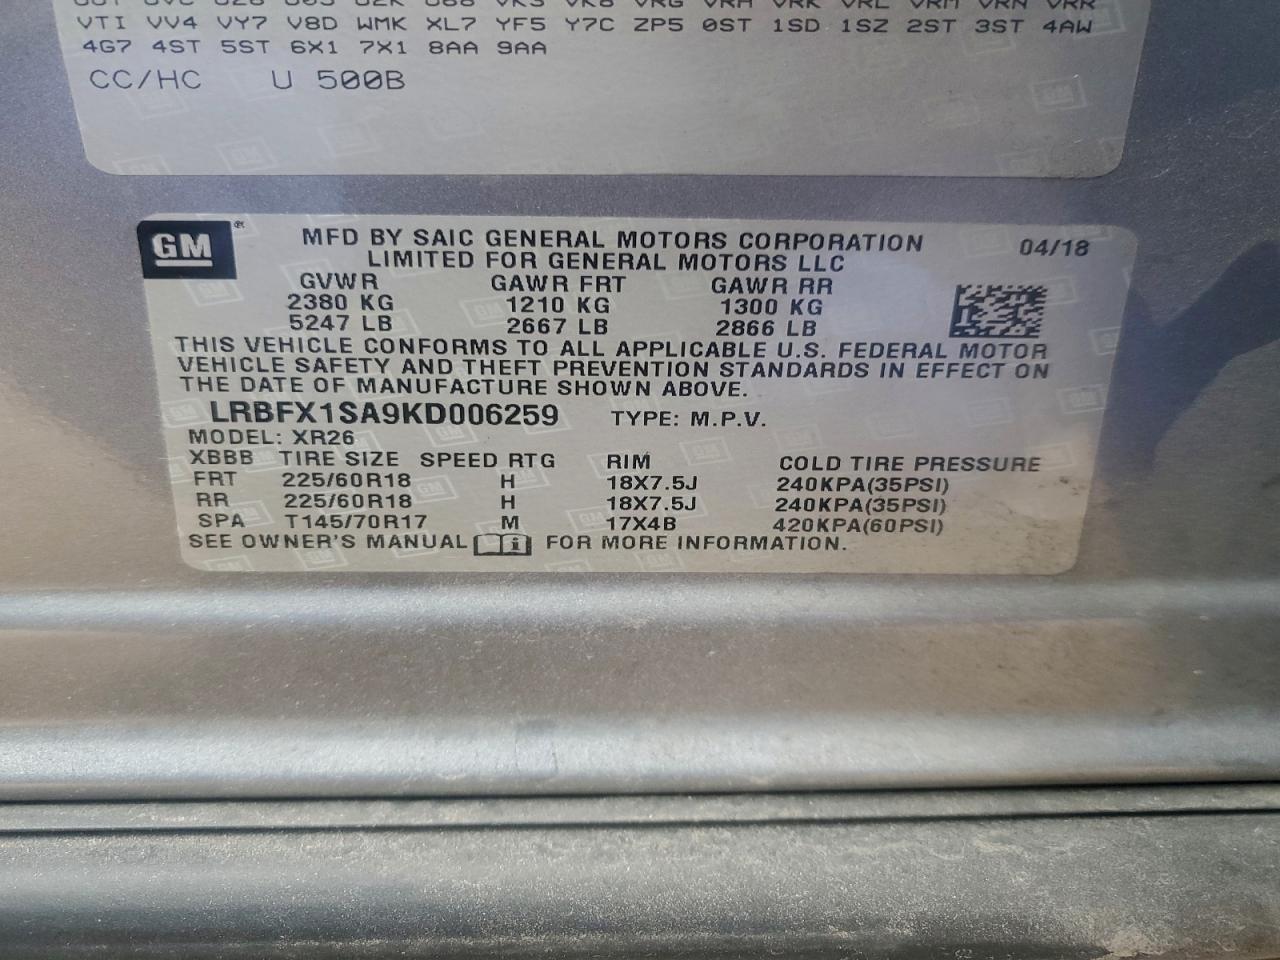 VTI VV4 VY7 V8D WMK XL7 YF5 Y7C ZP5 0ST 1SD 1SZ 2ST 3ST 4AW
4G7 4ST 5ST 6X1 7X1 8AA 9AA
CC/HC U 500B
GM ®
MFD BY SAIC GENERAL MOTORS CORPORATION 04/18
LIMITED FOR GENERAL MOTORS LLC
GVWR GAWR FRT GAWR RR
2380 KG 1210 KG 1300 KG
5247 LB 2667 LB 2866 LB
THIS VEHICLE CONFORMS TO ALL APPLICABLE U.S. FEDERAL MOTOR
VEHICLE SAFETY AND THEFT PREVENTION STANDARDS IN EFFECT ON
THE DATE OF MANUFACTURE SHOWN ABOVE.
LRBFX1SA9KD006259 TYPE: M.P.V.
MODEL: XR26
XBBB TIRE SIZE SPEED RTG RIM COLD TIRE PRESSURE
FRT 225/60R18 H 18X7.5J 240KPA(35PSI)
RR 225/60R18 H 18X7.5J 240KPA(35PSI)
SPA T145/70R17 M 17X4B 420KPA(60PSI)
SEE OWNER'S MANUAL i FOR MORE INFORMATION.